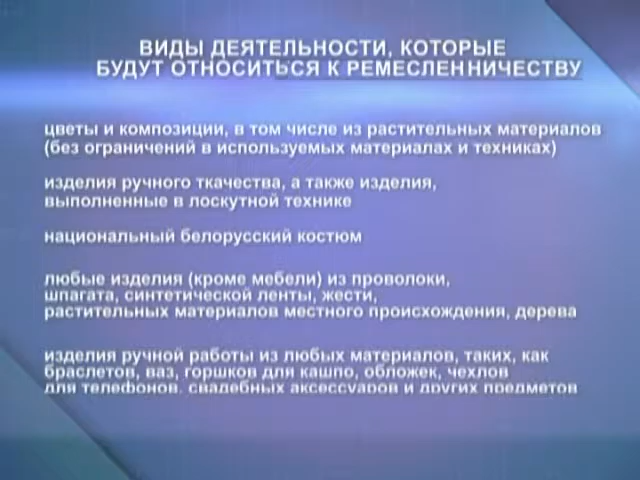 ВИДЫ ДЕЯТЕЛЬНОСТИ, КОТОРЫЕ
БУДУТ ОТНОСИТЬСЯ К РЕМЕСЛЕННИЧЕСТВУ
цветы и композиции, в том числе из растительных материалов
(без ограничений в используемых материалах и техниках)
изделия ручного ткачества, а также изделия,
выполненные в лоскутной технике
национальный белорусский костюм
любые изделия (кроме мебели) из проволоки,
шпагата, синтетической ленты, жести,
растительных материалов местного происхождения, дерева
изделия ручной работы из любых материалов, таких, как
браслетов, ваз, горшков для кашпо, обложек, чехлов
для телефонов, свадебных аксессуаров и других предметов